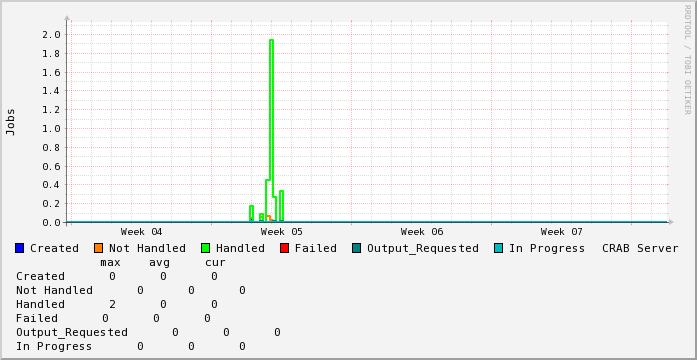 RRDTOOL / TOBI OETIKER
Jobs
2.0
1.8
1.6
1.4
1.2
1.0
0.8
0.6
0.4
0.2
0.0
Week 04 Week 05 Week 06 Week 07
Created Not Handled Handled Failed Output_Requested In Progress CRAB Server
max avg cur
Created 0 0 0
Not Handled 0 0 0
Handled 2 0 0
Failed 0 0 0
Output_Requested 0 0 0
In Progress 0 0 0